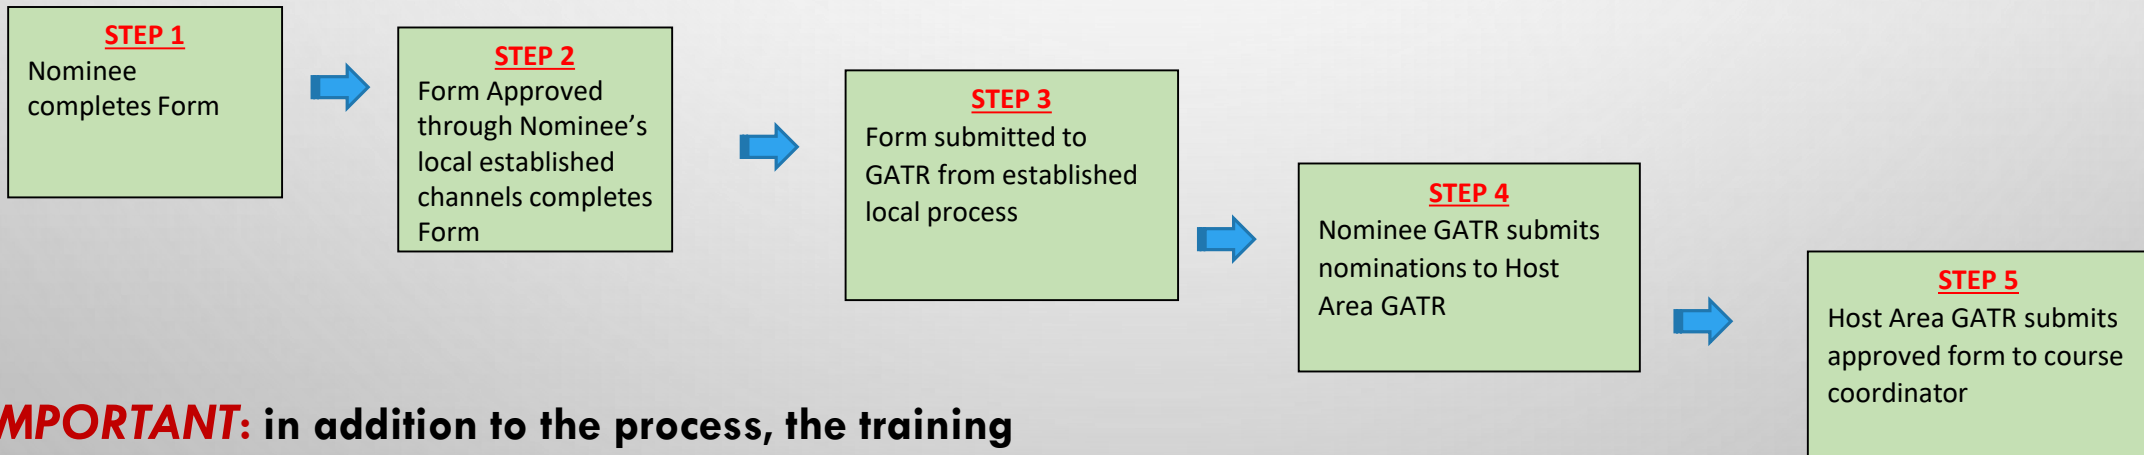 STEP 1
Nominee
completes Form
STEP 2
Form Approved
through Nominee’s
local established
channels completes
Form
STEP 3
Form submitted to
GATR from established
local process
STEP 4
Nominee GATR submits
nominations to Host
Area GATR
STEP 5
Host Area GATR submits
approved form to course
coordinator
MPORTANT: in addition to the process, the training